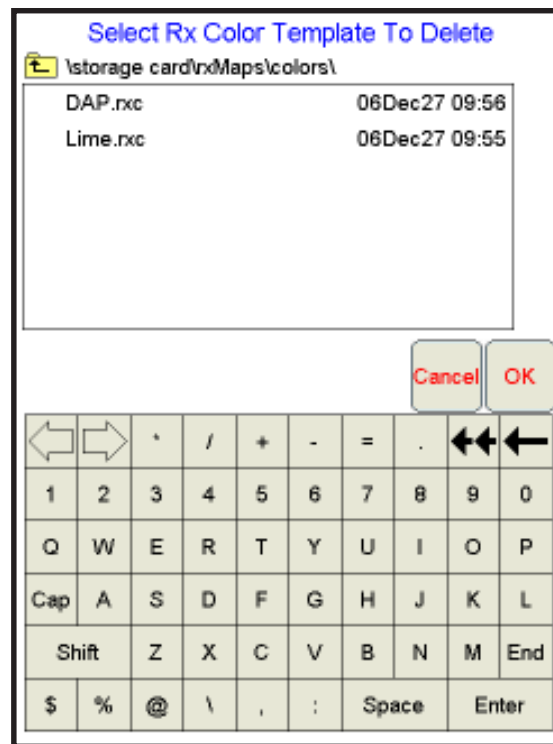 Select Rx Color Template To Delete
\storage card\rxMaps\colors\
DAP.rxc 06Dec27 09:56
Lime.rxc 06Dec27 09:55
Cancel OK
* / + - = .
1 2 3 4 5 6 7 8 9 0
Q W E R T Y U I O P
Cap A S D F G H J K L
Shift Z X C V B N M End
$ % @ \ , : Space Enter